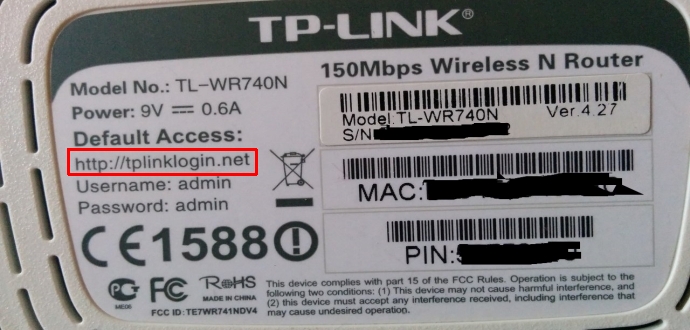 TP-LINK®
150Mbps Wireless N Router
Model No.: TL-WR740N
Power: 9V ⎓ 0.6A
Default Access:
http://tplinklogin.net
Username: admin
Password: admin
Model:TL-WR740N Ver.4.27
S/N
MAC:
PIN:
CE1588
FC
RoHS
MADE IN CHINA
FCC ID: TE7WR741NDV4
This device complies with part 15 of the FCC Rules. Operation is subject to the
following two conditions: (1) This device may not cause harmful interference, and
(2) this device must accept any interference received, including interference that
may cause undesired operation.